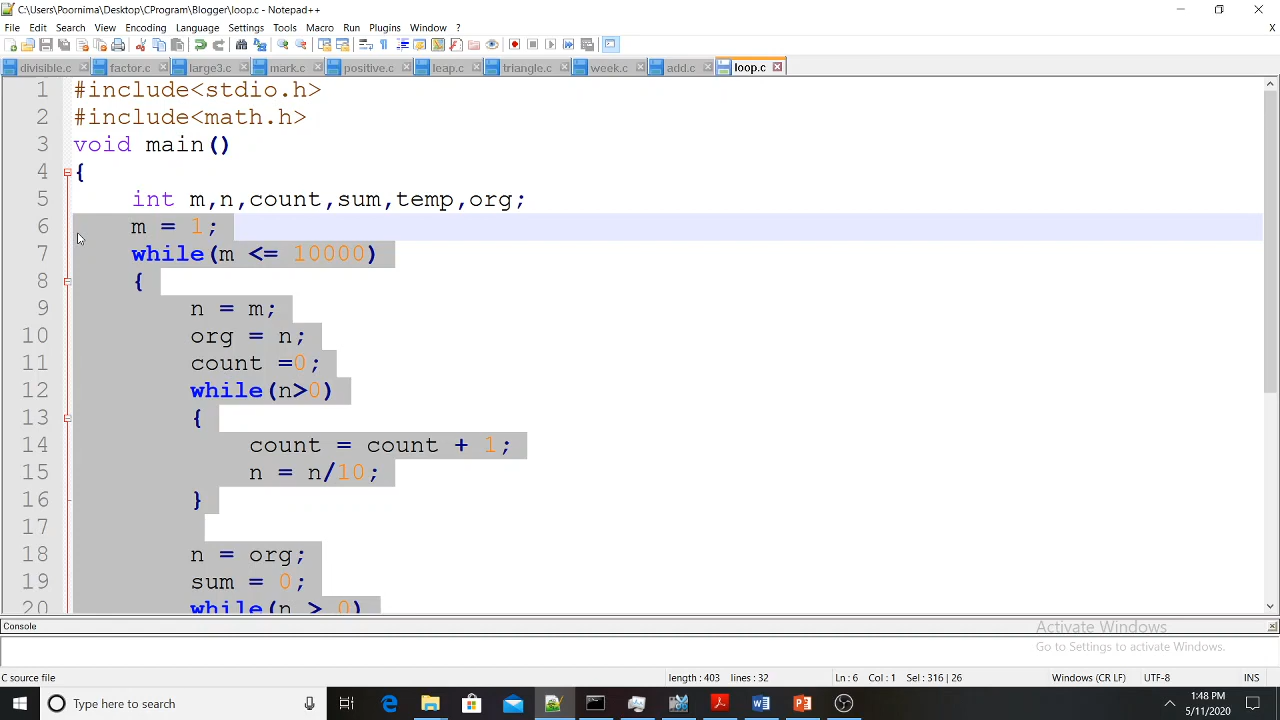 C:\Users\Poornima\Desktop\CProgram\Blogger\loop.c - Notepad++
File Edit Search View Encoding Language Settings Tools Macro Run Plugins Window ? X
divisible.c factor.c large3.c mark.c positive.c leap.c triangle.c week.c add.c loop.c
1 #include<stdio.h>
2 #include<math.h>
3 void main()
4 {
5 int m,n,count,sum,temp,org;
6 m = 1;
7 while(m <= 10000)
8 {
9 n = m;
10 org = n;
11 count =0;
12 while(n>0)
13 {
14 count = count + 1;
15 n = n/10;
16 }
17
18 n = org;
19 sum = 0;
20 while(n > 0)
Console
Activate Windows
Go to Settings to activate Windows.
C source file length : 403 lines : 32 Ln : 6 Col : 1 Sel : 316 | 26 Windows (CR LF) UTF-8 INS
Type here to search
1:48 PM
5/11/2020